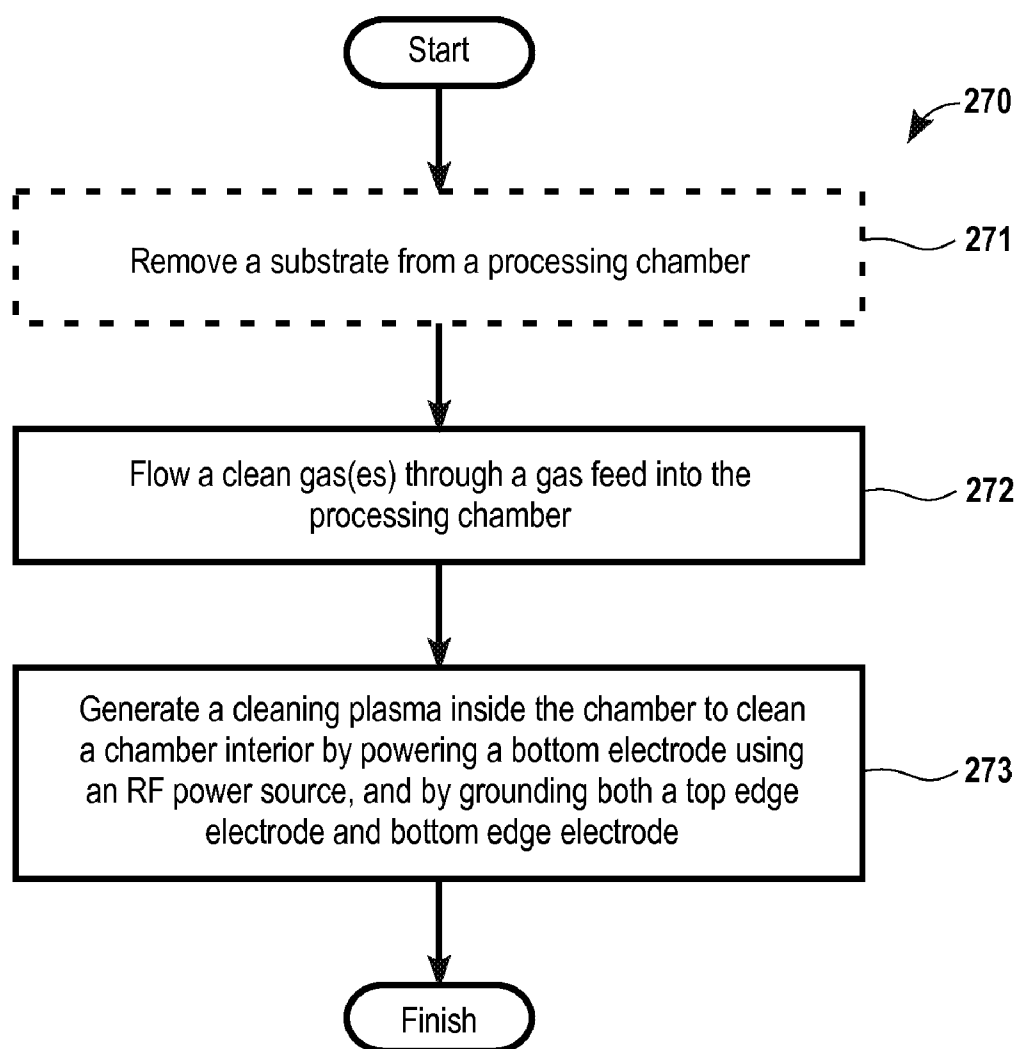 Start
270
271
Remove a substrate from a processing chamber
Flow a clean gas(es) through a gas feed into the
processing chamber
272
Generate a cleaning plasma inside the chamber to clean
a chamber interior by powering a bottom electrode using
an RF power source, and by grounding both a top edge
electrode and bottom edge electrode
273
Finish